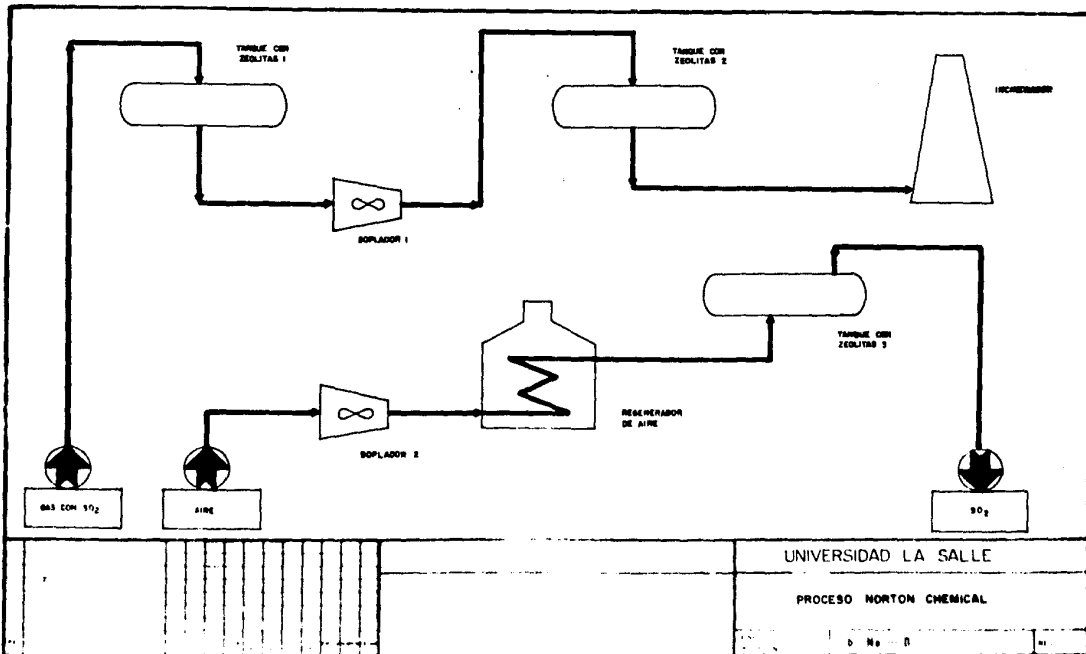 TANQUE CON
ZEOLITAS 1
TANQUE CON
ZEOLITAS 2
INCINERADOR
SOPLADOR 1
TANQUE CON
ZEOLITAS 3
REGENERADOR
DE AIRE
SOPLADOR 2
GAS CON SO2
AIRE
SO2
UNIVERSIDAD LA SALLE
PROCESO NORTON CHEMICAL